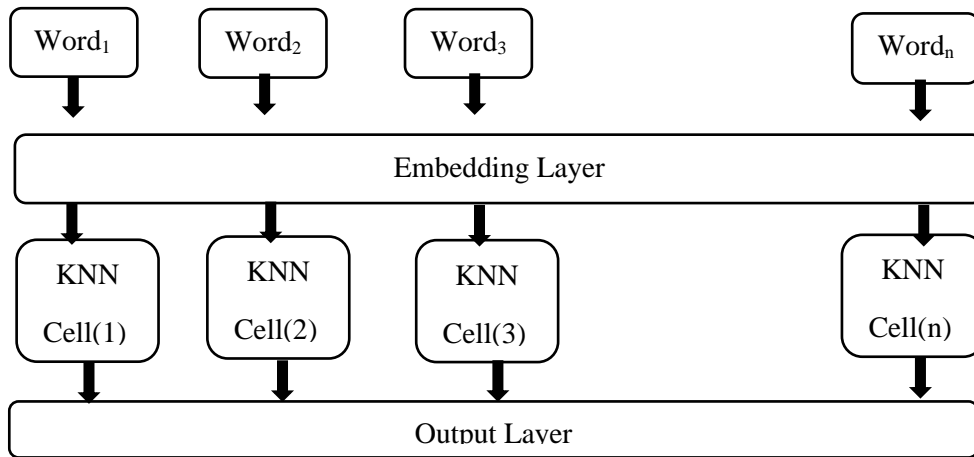 Word₁ Word₂ Word₃ Wordₙ
Embedding Layer
KNN KNN KNN KNN
Cell(1) Cell(2) Cell(3) Cell(n)
Output Layer